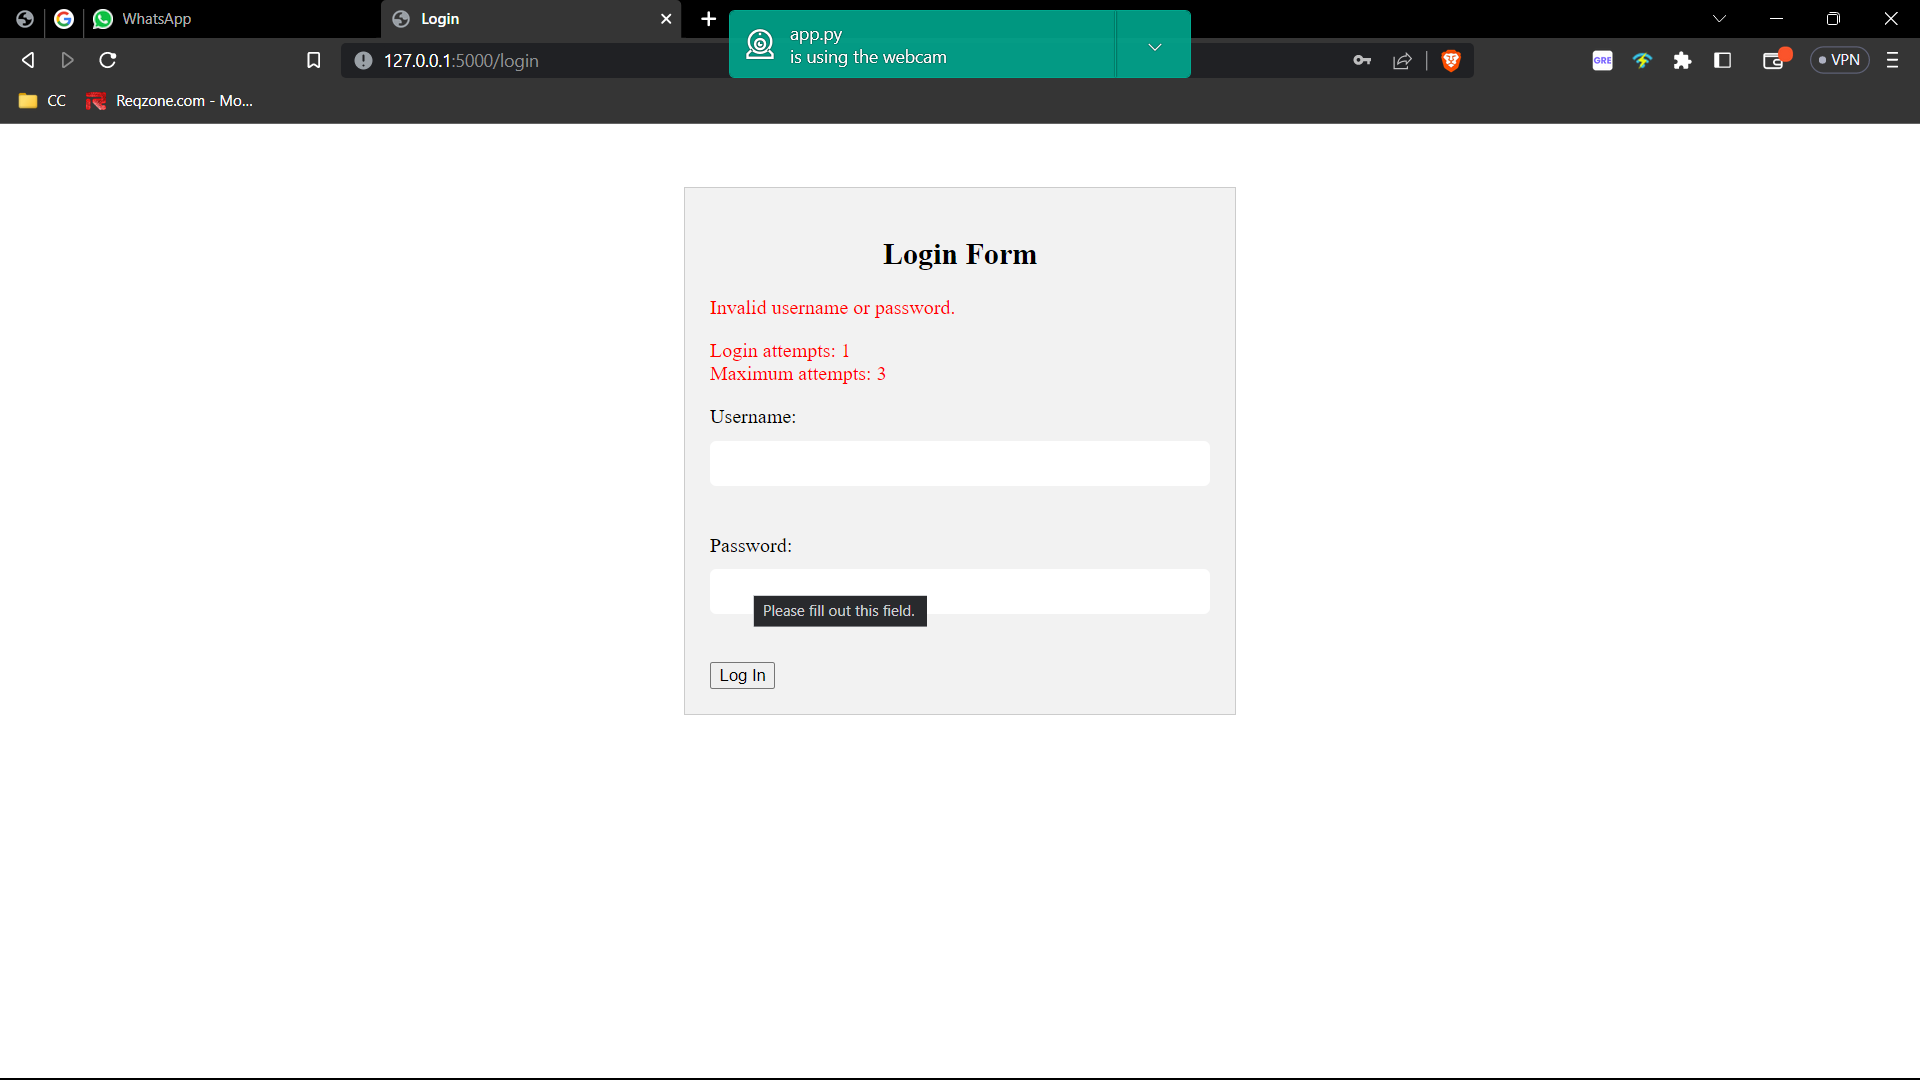 WhatsApp
Login
app.py
is using the webcam
127.0.0.1:5000/login
GRE
VPN
CC
Reqzone.com - Mo...
Login Form
Invalid username or password.
Login attempts: 1
Maximum attempts: 3
Username:
Password:
Please fill out this field.
Log In